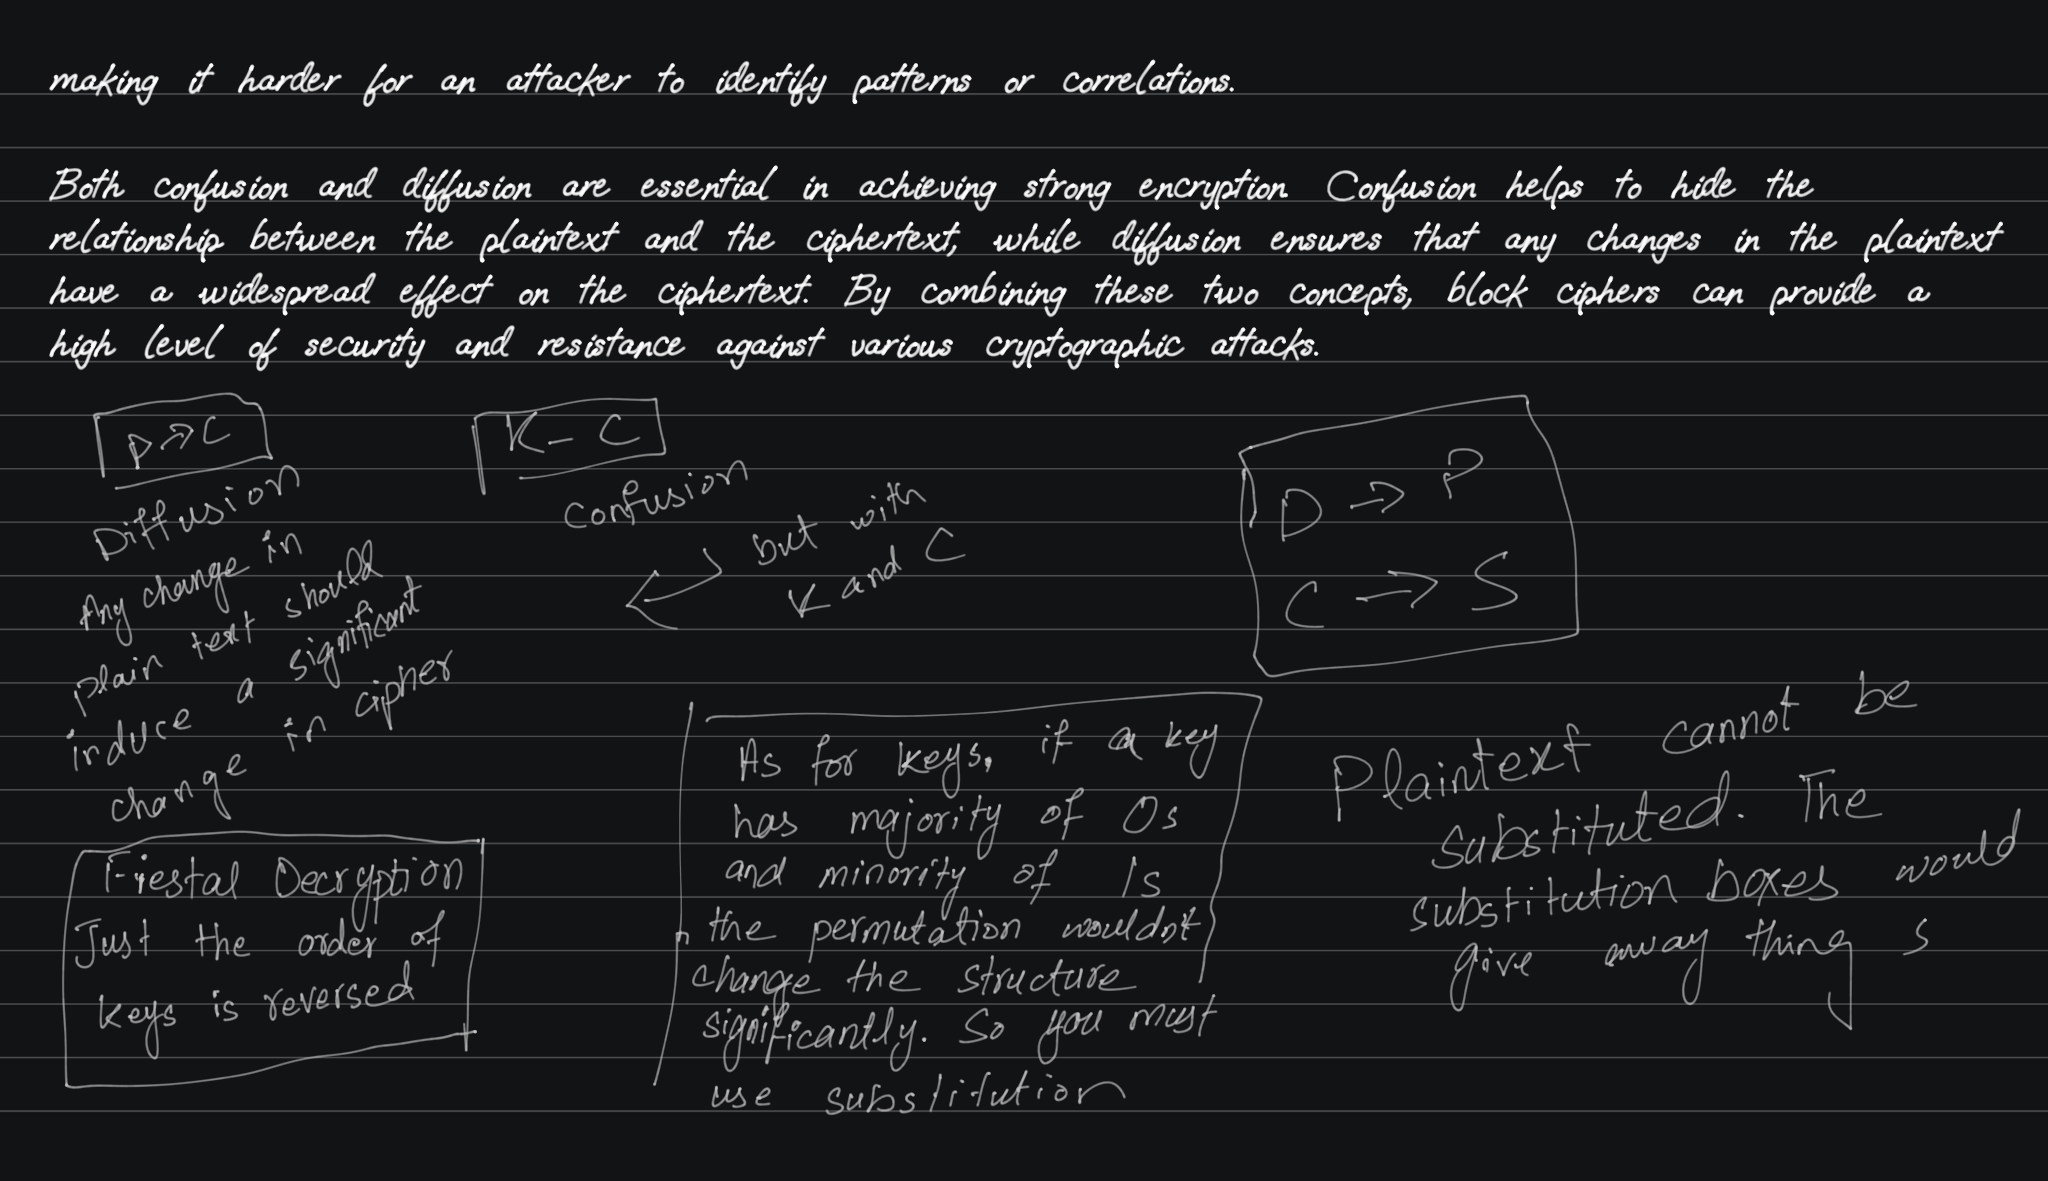 making it harder for an attacker to identify patterns or correlations.
Both confusion and diffusion are essential in achieving strong encryption Confusion helps to hide the
relationship between the plaintext and the ciphertext, while diffusion ensures that any changes in the plaintext
have a widespread effect on the ciphertext. By combining these two concepts, block ciphers can provide a
high level of security and resistance against various cryptographic attacks.
P → C
Diffusion
Any change in
plain text should
induce a significant
change in cipher
K - C
Confusion
but with
K and C
D → P
C → S
Fiestal Decryption
Just the order of
keys is reversed
As for keys, if a key
has majority of 0s
and minority of 1s
the permutation wouldn't
change the structure
significantly. So you must
use substitution
Plaintext cannot be
substituted. The
substitution boxes would
give away things